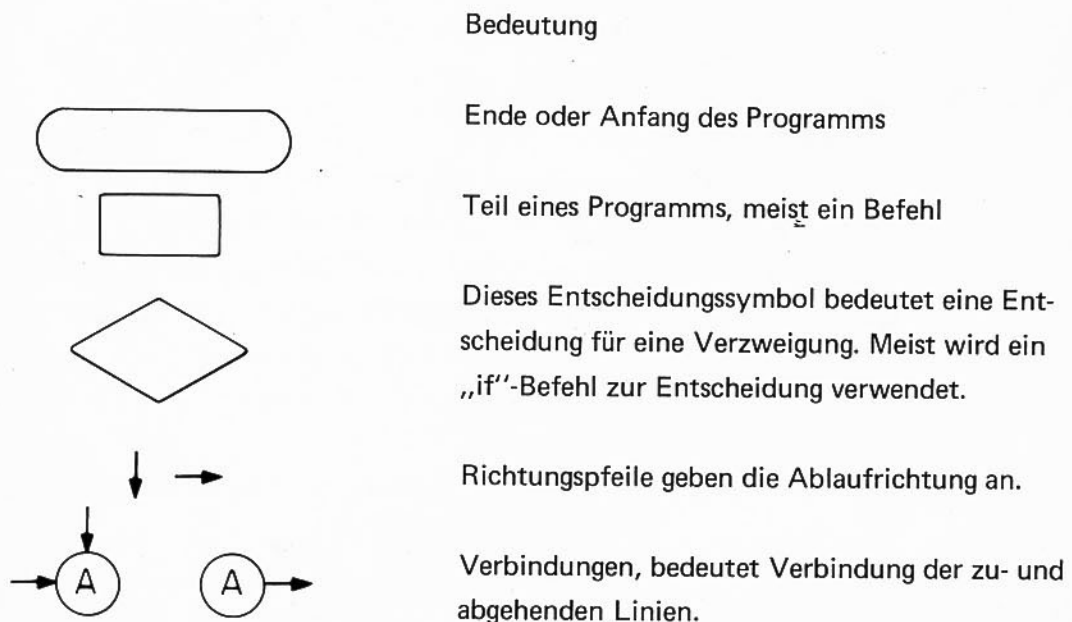 Bedeutung
Ende oder Anfang des Programms
Teil eines Programms, meist ein Befehl
Dieses Entscheidungssymbol bedeutet eine Ent-
scheidung für eine Verzweigung. Meist wird ein
„if"-Befehl zur Entscheidung verwendet.
Richtungspfeile geben die Ablaufrichtung an.
A A
Verbindungen, bedeutet Verbindung der zu- und
abgehenden Linien.